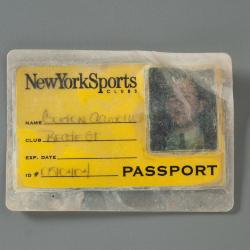 NewYorkSports
CLUBS
NAME
CLUB
EXP. DATE
ID #
PASSPORT